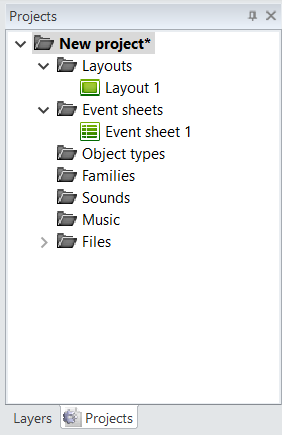 Projects
New project*
Layouts
Layout 1
Event sheets
Event sheet 1
Object types
Families
Sounds
Music
Files
Layers Projects